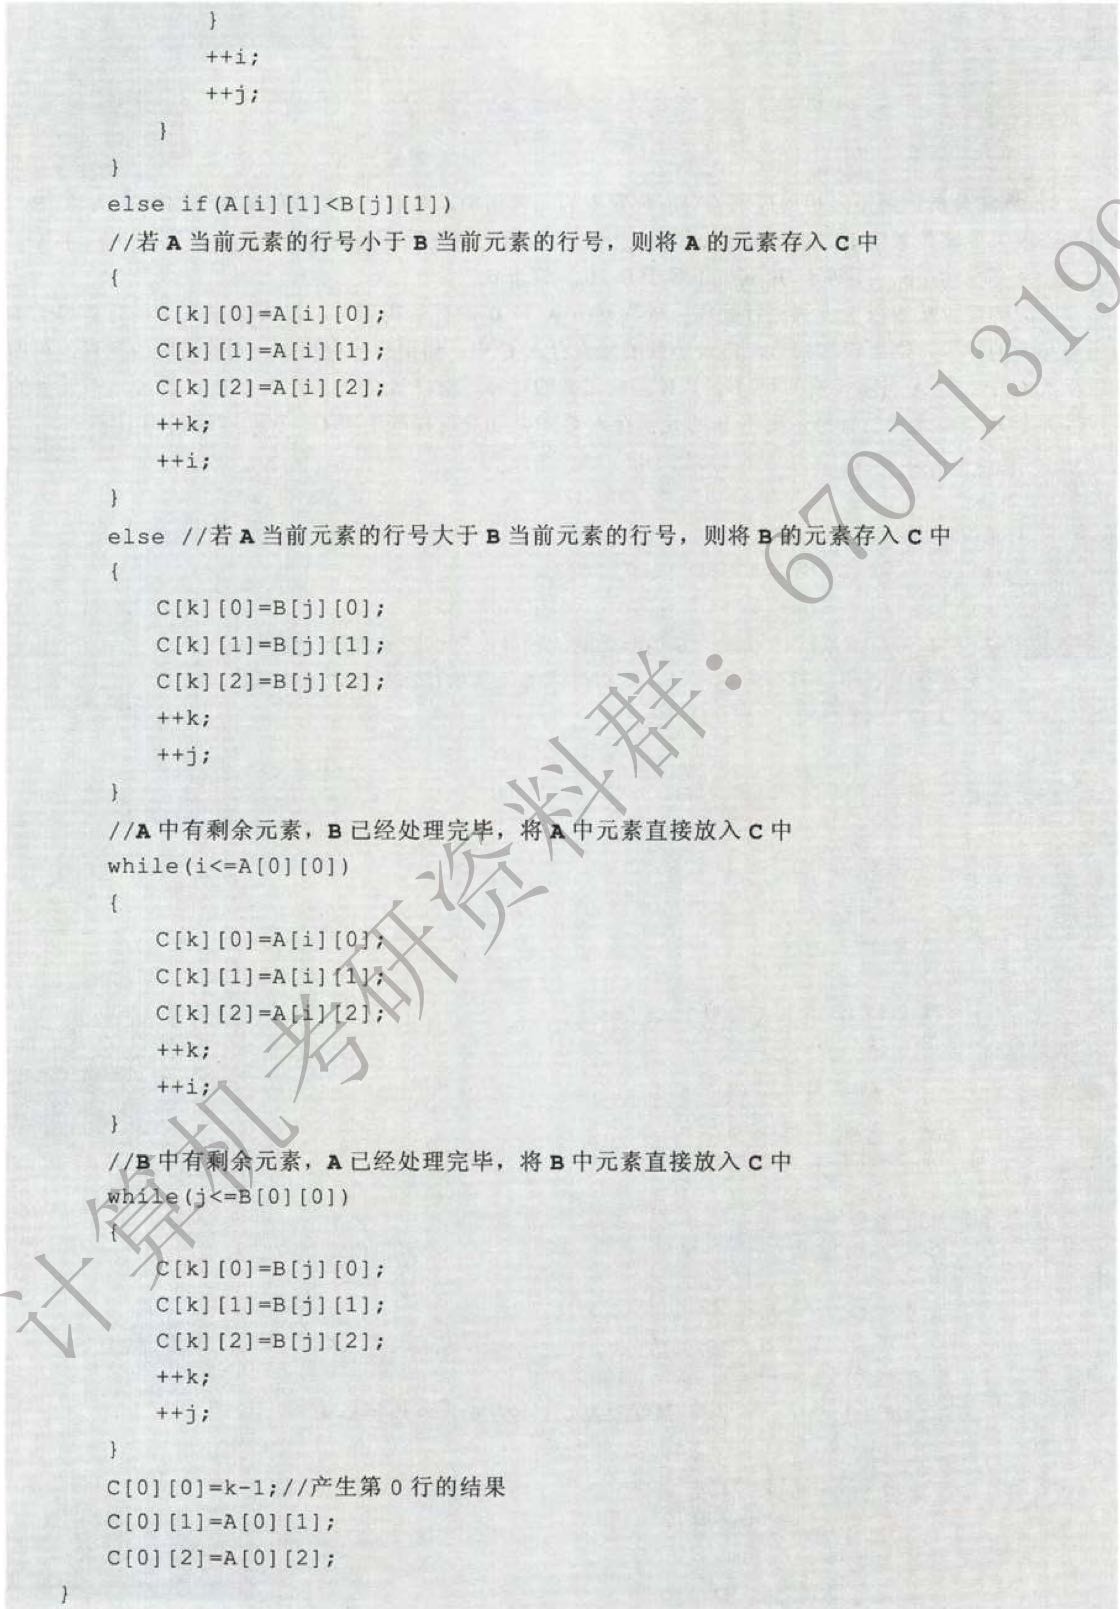 }
++i;
++j;
}
}
else if(A[i][1]<B[j][1])
//若 A 当前元素的行号小于 B 当前元素的行号，则将 A 的元素存入 C 中
{
C[k][0]=A[i][0];
C[k][1]=A[i][1];
C[k][2]=A[i][2];
++k;
++i;
}
else //若 A 当前元素的行号大于 B 当前元素的行号，则将 B 的元素存入 C 中
{
C[k][0]=B[j][0];
C[k][1]=B[j][1];
C[k][2]=B[j][2];
++k;
++j;
}
//A 中有剩余元素，B 已经处理完毕，将 A 中元素直接放入 C 中
while(i<=A[0][0])
{
C[k][0]=A[i][0];
C[k][1]=A[i][1];
C[k][2]=A[i][2];
++k;
++i;
}
//B 中有剩余元素，A 已经处理完毕，将 B 中元素直接放入 C 中
while(j<=B[0][0])
{
C[k][0]=B[j][0];
C[k][1]=B[j][1];
C[k][2]=B[j][2];
++k;
++j;
}
C[0][0]=k-1;//产生第 0 行的结果
C[0][1]=A[0][1];
C[0][2]=A[0][2];
}
计算机考研资料群：67011319